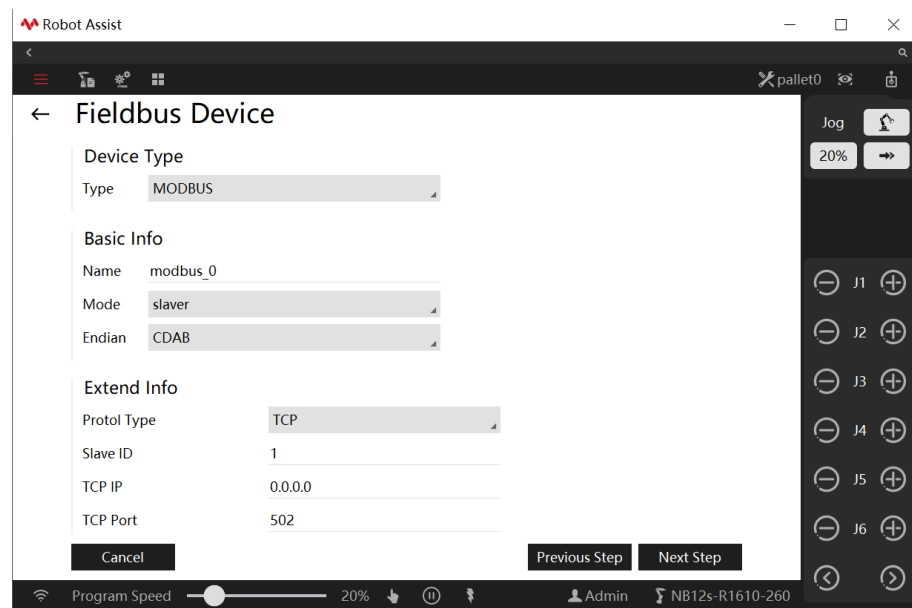 Robot Assist
pallet0
Fieldbus Device
Jog
20%
Device Type
Type MODBUS
Basic Info
Name modbus_0
Mode slaver
Endian CDAB
Extend Info
Protol Type TCP
Slave ID 1
TCP IP 0.0.0.0
TCP Port 502
Cancel Previous Step Next Step
J1
J2
J3
J4
J5
J6
Program Speed 20% Admin NB12s-R1610-260